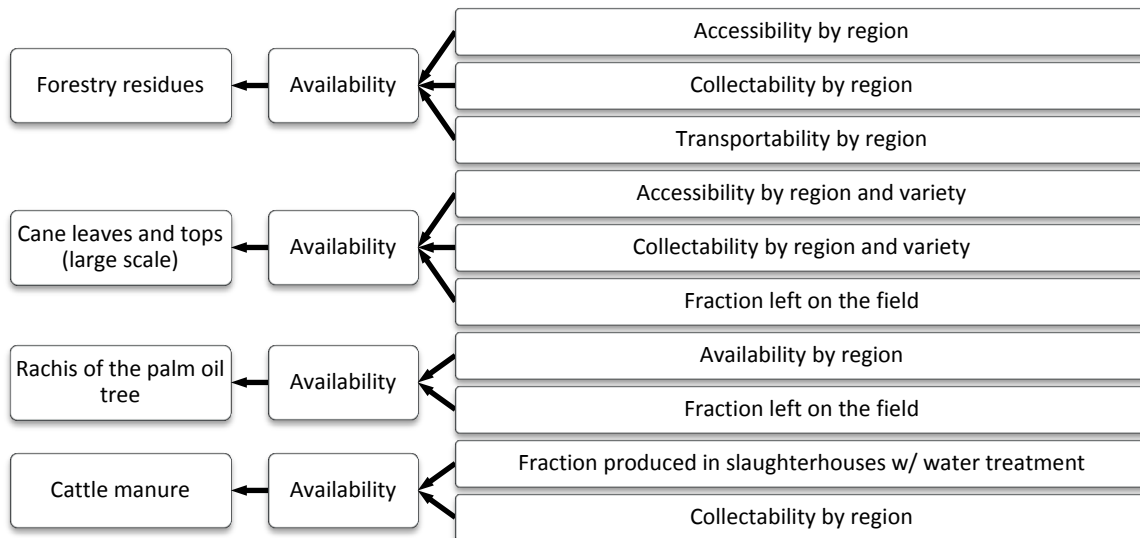 Forestry residues
Availability
Accessibility by region
Collectability by region
Transportability by region
Cane leaves and tops
(large scale)
Availability
Accessibility by region and variety
Collectability by region and variety
Fraction left on the field
Rachis of the palm oil
tree
Availability
Availability by region
Fraction left on the field
Cattle manure
Availability
Fraction produced in slaughterhouses w/ water treatment
Collectability by region